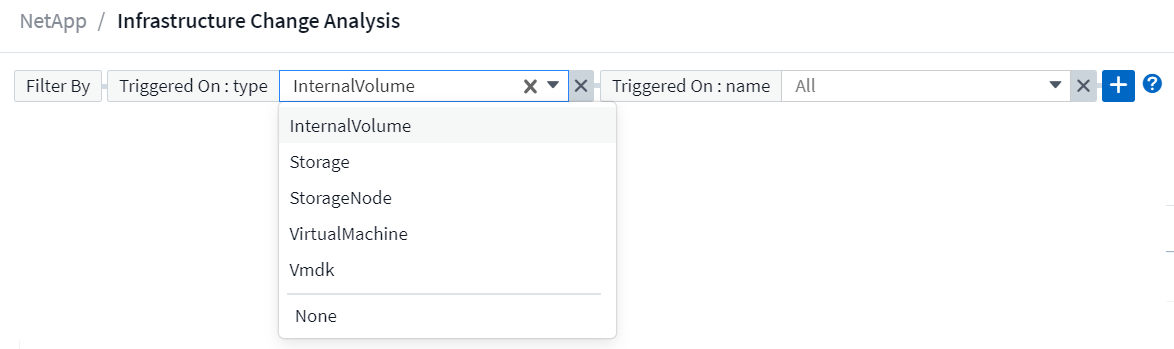 NetApp / Infrastructure Change Analysis
Filter By Triggered On : type InternalVolume Triggered On : name All
InternalVolume
Storage
StorageNode
VirtualMachine
Vmdk
None